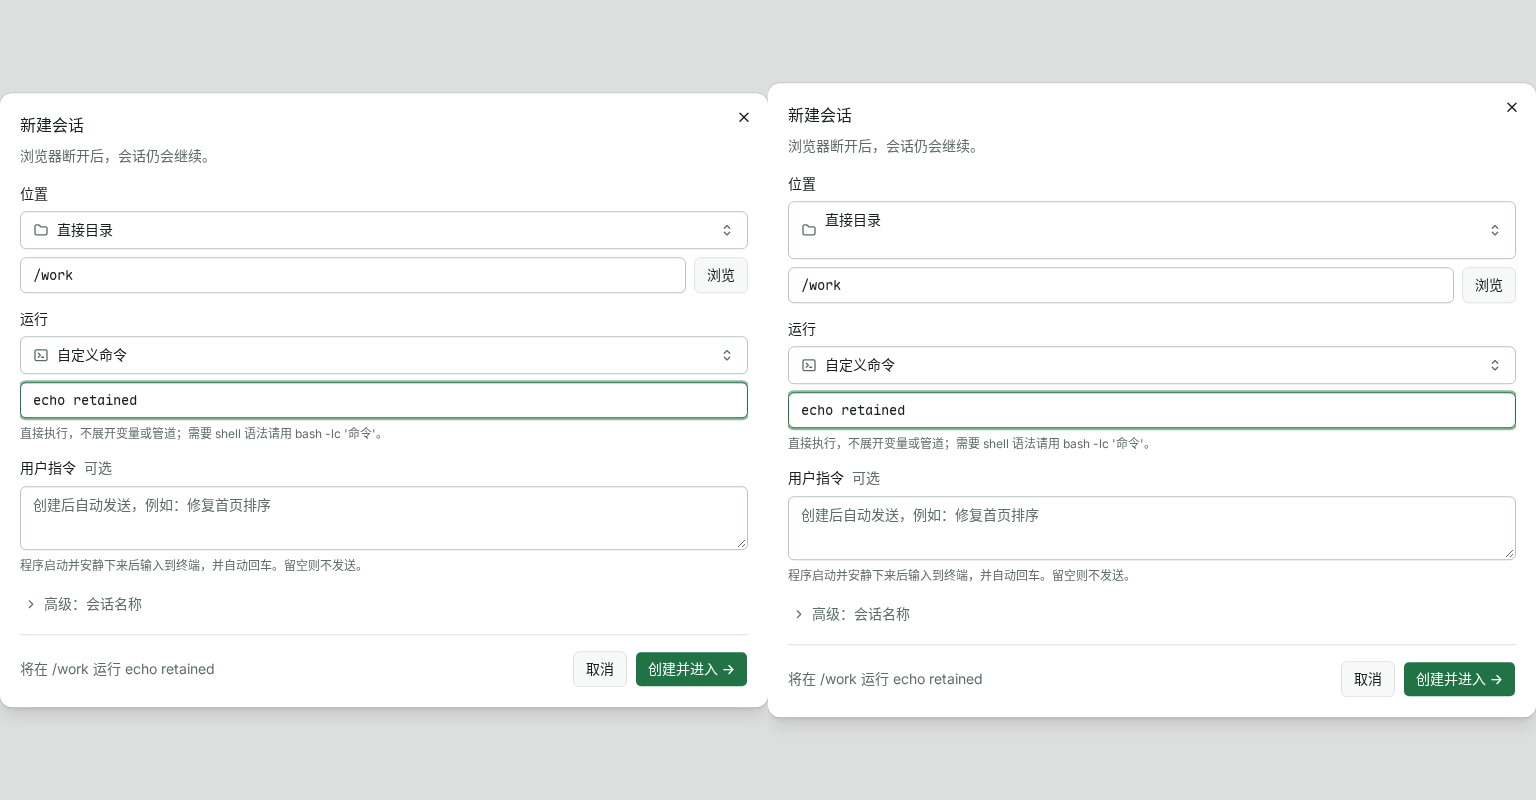 新建会话
浏览器断开后，会话仍会继续。
位置
直接目录
/work
浏览
运行
自定义命令
echo retained
直接执行，不展开变量或管道；需要 shell 语法请用 bash -lc '命令'。
用户指令 可选
创建后自动发送，例如：修复首页排序
程序启动并安静下来后输入到终端，并自动回车。留空则不发送。
高级：会话名称
将在 /work 运行 echo retained
取消
创建并进入 →
新建会话
浏览器断开后，会话仍会继续。
位置
直接目录
/work
浏览
运行
自定义命令
echo retained
直接执行，不展开变量或管道；需要 shell 语法请用 bash -lc '命令'。
用户指令 可选
创建后自动发送，例如：修复首页排序
程序启动并安静下来后输入到终端，并自动回车。留空则不发送。
高级：会话名称
将在 /work 运行 echo retained
取消
创建并进入 →